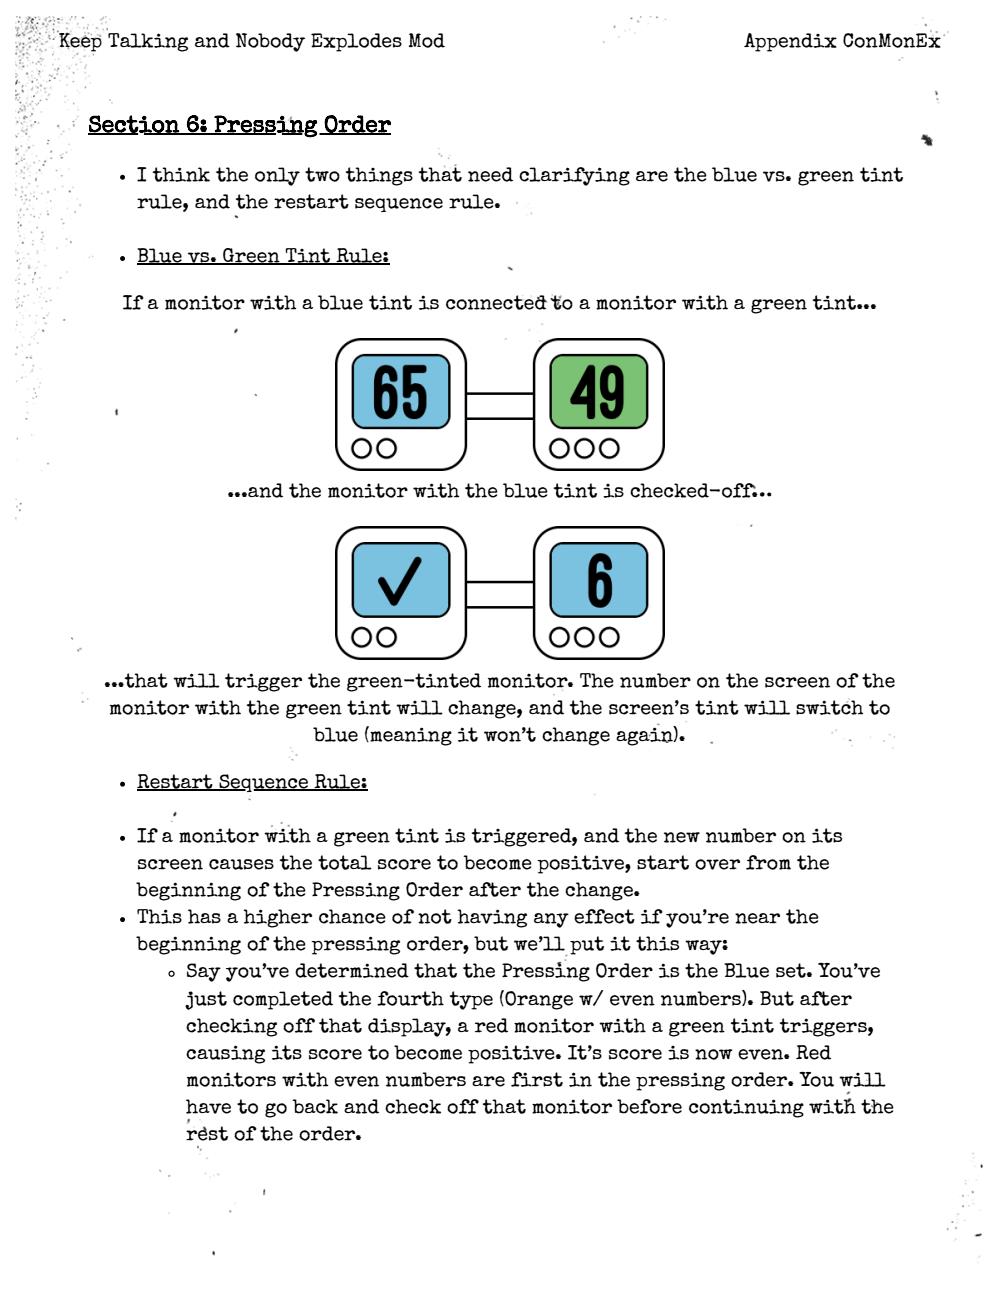 Keep Talking and Nobody Explodes Mod
Appendix ConMonEx
Section 6: Pressing Order
• I think the only two things that need clarifying are the blue vs. green tint
rule, and the restart sequence rule.
• Blue vs. Green Tint Rule:
If a monitor with a blue tint is connected to a monitor with a green tint...
65
49
...and the monitor with the blue tint is checked-off...
✓
6
...that will trigger the green-tinted monitor. The number on the screen of the
monitor with the green tint will change, and the screen's tint will switch to
blue (meaning it won't change again).
• Restart Sequence Rule:
• If a monitor with a green tint is triggered, and the new number on its
screen causes the total score to become positive, start over from the
beginning of the Pressing Order after the change.
• This has a higher chance of not having any effect if you're near the
beginning of the pressing order, but we'll put it this way:
◦ Say you've determined that the Pressing Order is the Blue set. You've
just completed the fourth type (Orange w/ even numbers). But after
checking off that display, a red monitor with a green tint triggers,
causing its score to become positive. It's score is now even. Red
monitors with even numbers are first in the pressing order. You will
have to go back and check off that monitor before continuing with the
rest of the order.